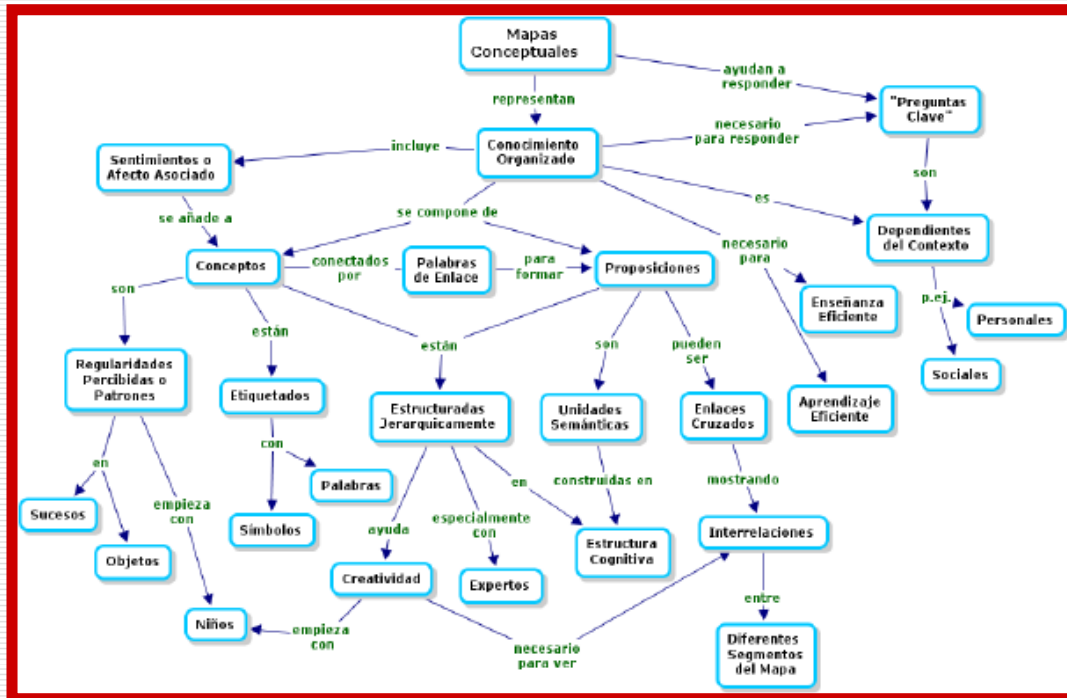 Mapas
Conceptuales
ayudan a
responder
representan
"Preguntas
Clave"
necesario
para responder
Conocimiento
Organizado
incluye
Sentimientos o
Afecto Asociado
son
es
se añade a
se compone de
Dependientes
del Contexto
necesario
para
Conceptos
conectados
por
Palabras
de Enlace
para
formar
Proposiciones
Enseñanza
Eficiente
p.ej.
Personales
son
están
están
son
pueden
ser
Sociales
Regularidades
Percibidas o
Patrones
Etiquetados
Estructuradas
Jerarquicamente
Unidades
Semánticas
Enlaces
Cruzados
Aprendizaje
Eficiente
en
con
Palabras
en
construidas en
mostrando
Sucesos
empieza
con
Símbolos
ayuda
especialmente
con
Interrelaciones
Objetos
Estructura
Cognitiva
Creatividad
Expertos
entre
Niños
empieza
con
necesario
para ver
Diferentes
Segmentos
del Mapa